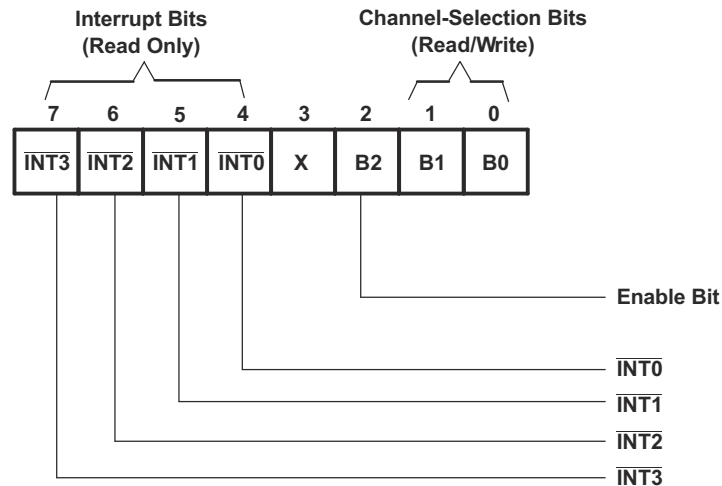 Interrupt Bits Channel-Selection Bits
(Read Only) (Read/Write)
7 6 5 4 3 2 1 0
INT3 INT2 INT1 INT0 X B2 B1 B0
Enable Bit
INT0
INT1
INT2
INT3